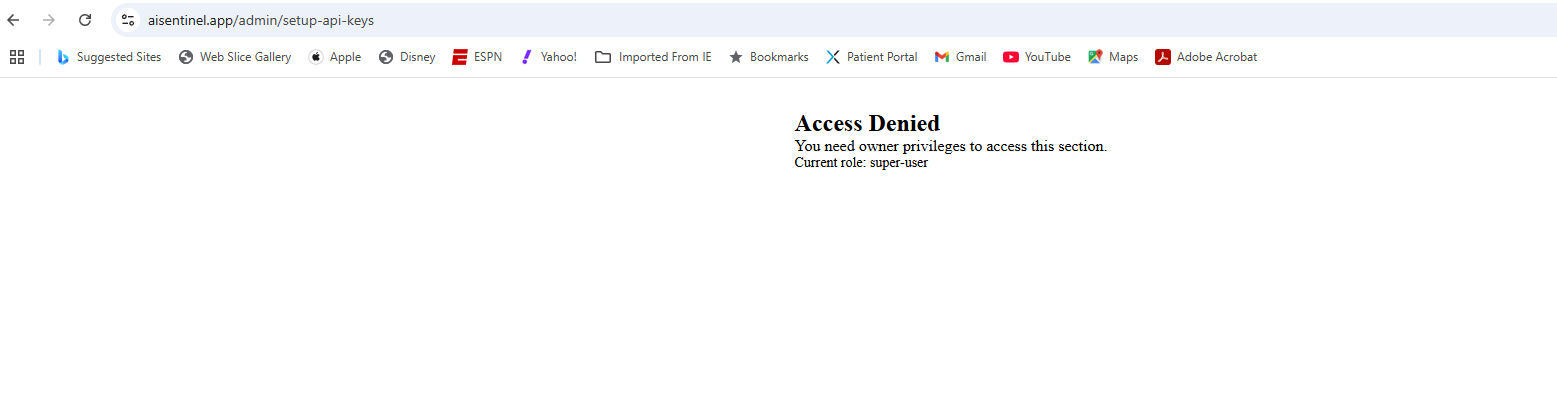 aisentinel.app/admin/setup-api-keys
Suggested Sites Web Slice Gallery Apple Disney ESPN Yahoo! Imported From IE Bookmarks Patient Portal Gmail YouTube Maps Adobe Acrobat
Access Denied
You need owner privileges to access this section.
Current role: super-user